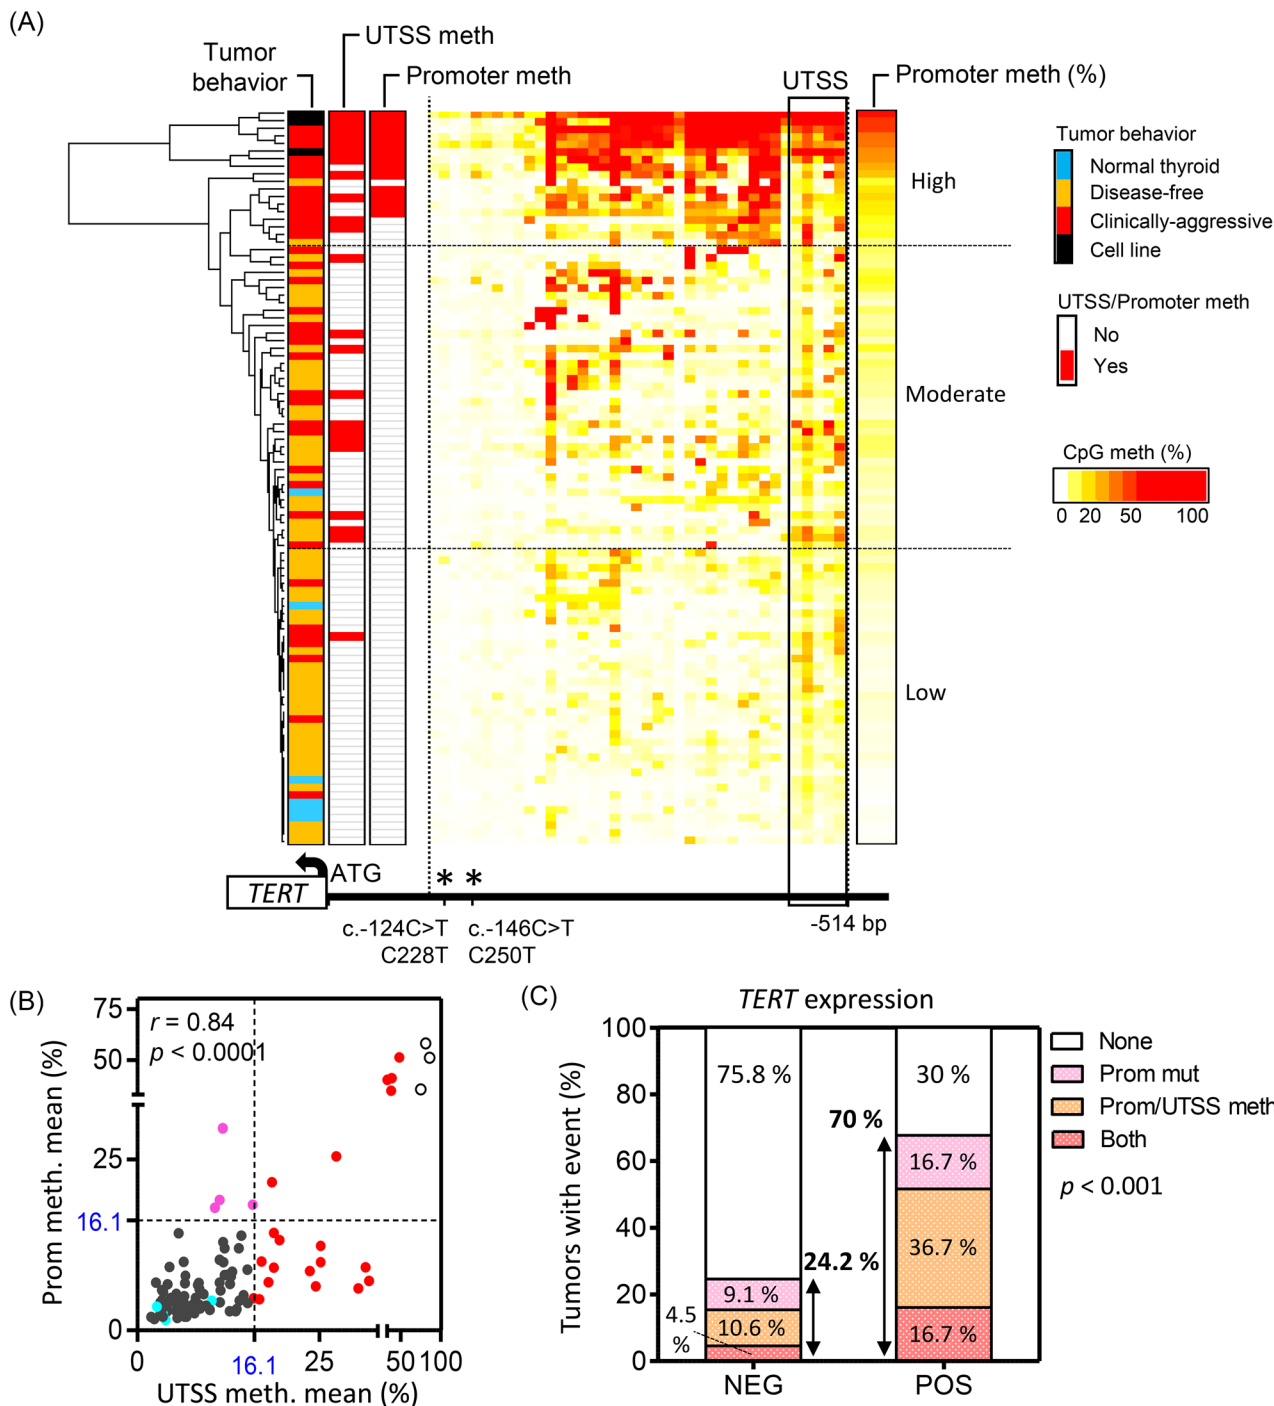 (A)
UTSS meth
Tumor
behavior
Promoter meth
UTSS
Promoter meth (%)
High
Moderate
Low
Tumor behavior
Normal thyroid
Disease-free
Clinically-aggressive
Cell line
UTSS/Promoter meth
No
Yes
CpG meth (%)
0 20 50 100
TERT
ATG
* *
c.-124C>T
C228T
c.-146C>T
C250T
-514 bp
(B)
r = 0.84
p < 0.0001
Prom meth. mean (%)
75
50
25
16.1
0
0 16.1 25 50 100
UTSS meth. mean (%)
(C)
TERT expression
Tumors with event (%)
100
80
60
40
20
0
75.8 %
9.1 %
10.6 %
4.5
%
24.2 %
70 %
30 %
16.7 %
36.7 %
16.7 %
NEG POS
None
Prom mut
Prom/UTSS meth
Both
p < 0.001